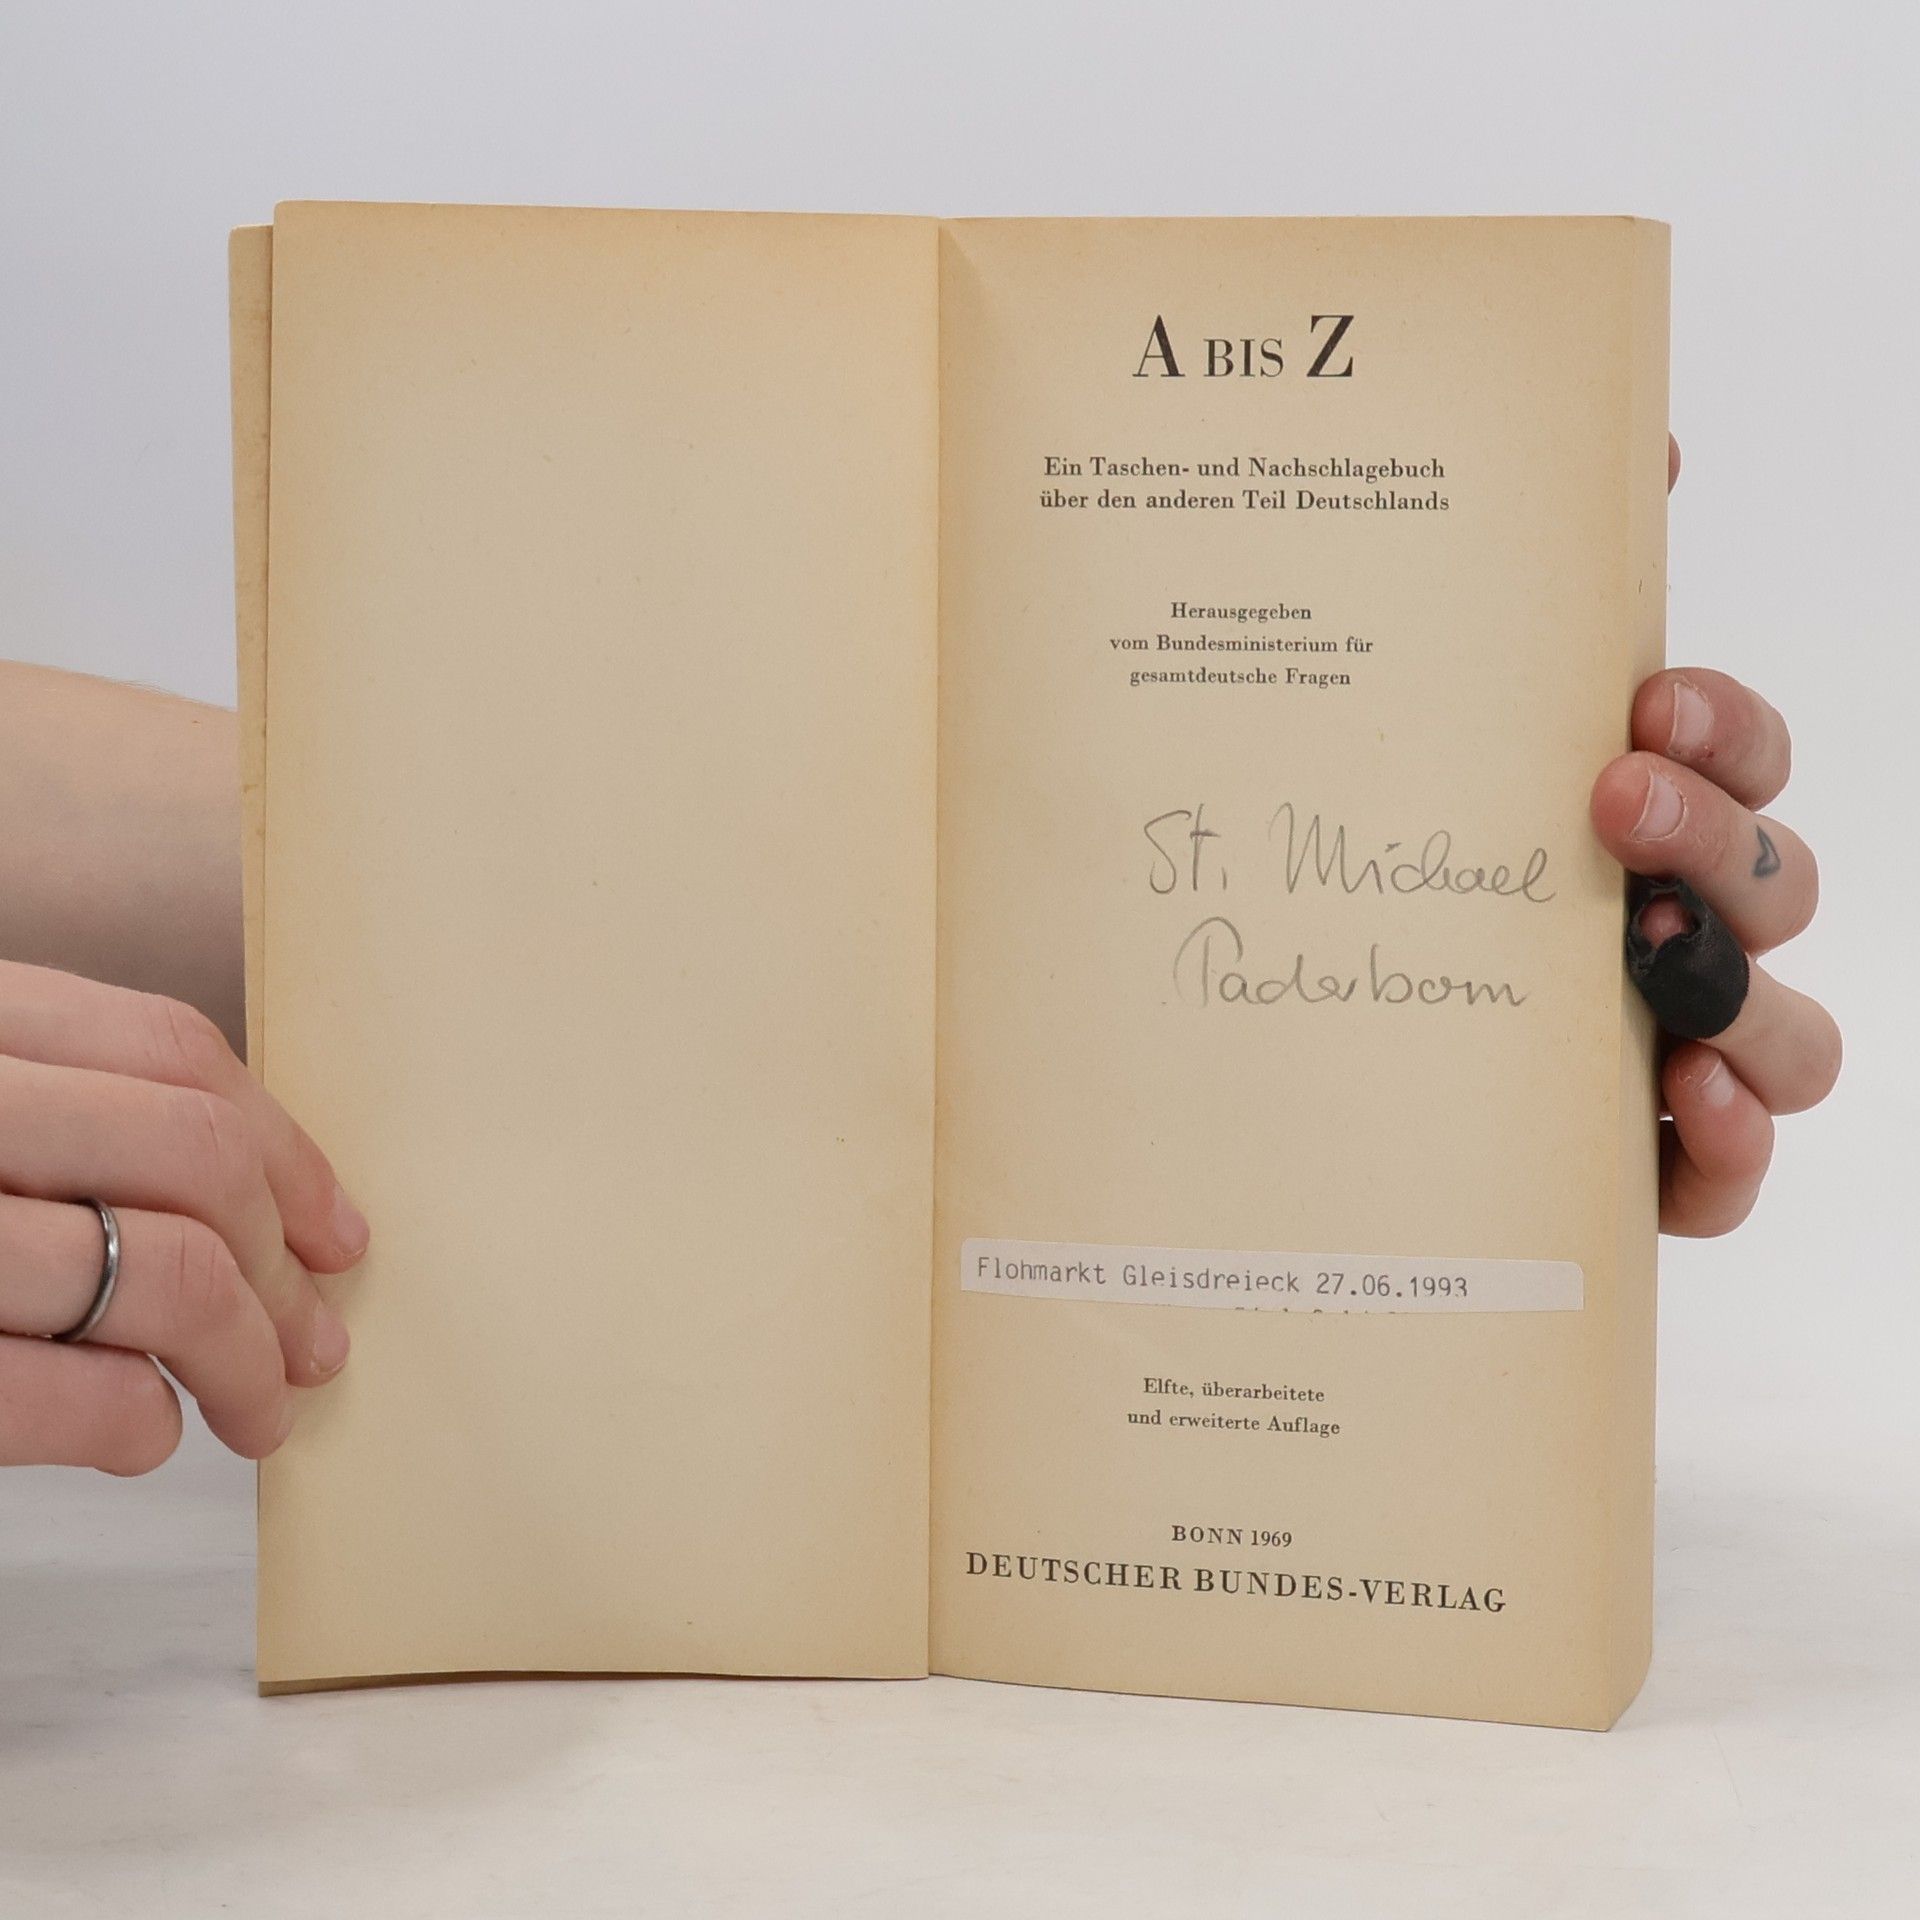 A BIS Z
Ein Taschen- und Nachschlagebuch
über den anderen Teil Deutschlands
Herausgegeben
vom Bundesministerium für
gesamtdeutsche Fragen
St. Michael
Paderborn
Flohmarkt Gleisdreieck 27.06.1993
Elfte, überarbeitete
und erweiterte Auflage
BONN 1969
DEUTSCHER BUNDES-VERLAG